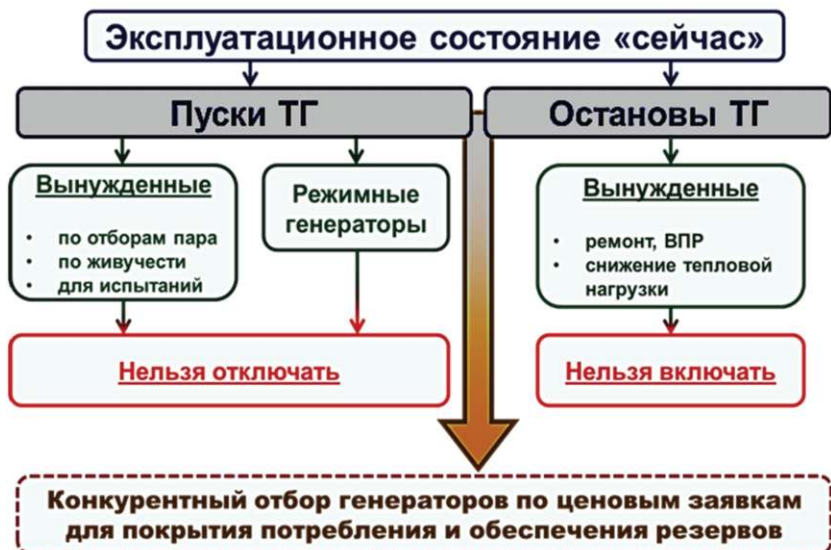 Эксплуатационное состояние «сейчас»
Пуски ТГ
Остановы ТГ
Вынужденные
• по отборам пара
• по живучести
• для испытаний
Режимные
генераторы
Вынужденные
• ремонт, ВПР
• снижение тепловой
нагрузки
Нельзя отключать
Нельзя включать
Конкурентный отбор генераторов по ценовым заявкам
для покрытия потребления и обеспечения резервов